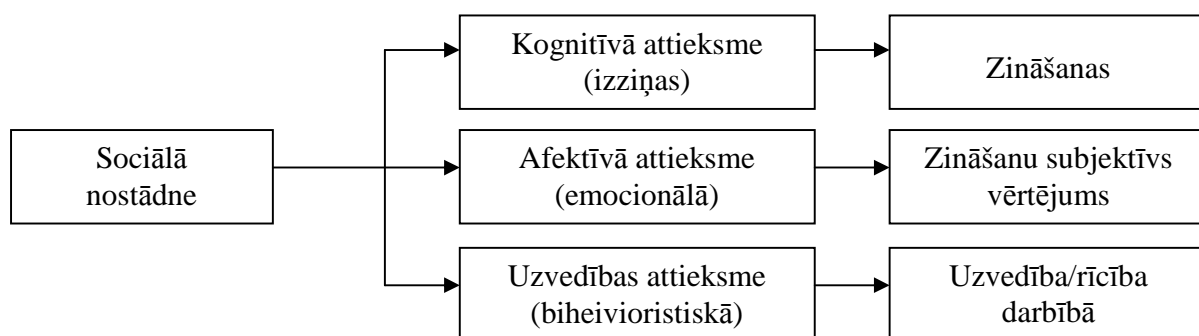 Sociālā
nostādne
Kognitīvā attieksme
(izziņas)
Zināšanas
Afektīvā attieksme
(emocionālā)
Zināšanu subjektīvs
vērtējums
Uzvedības attieksme
(biheivioristiskā)
Uzvedība/rīcība
darbībā